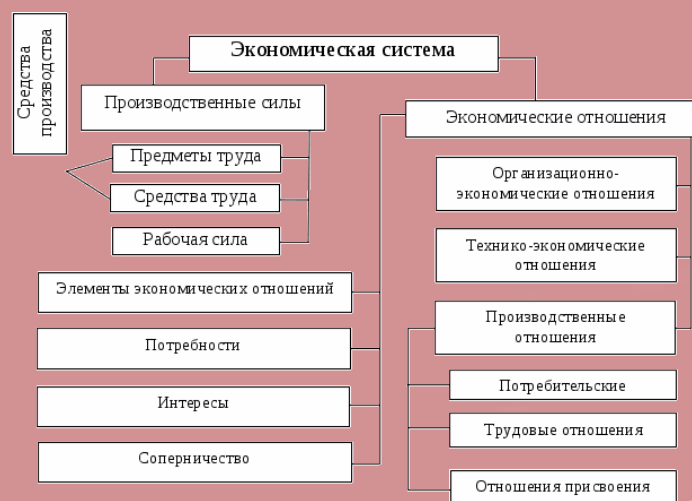 Средства
производства
Экономическая система
Производственные силы
Предметы труда
Средства труда
Рабочая сила
Экономические отношения
Организационно-
экономические отношения
Технико-экономические
отношения
Производственные
отношения
Потребительские
Трудовые отношения
Отношения присвоения
Элементы экономических отношений
Потребности
Интересы
Соперничество